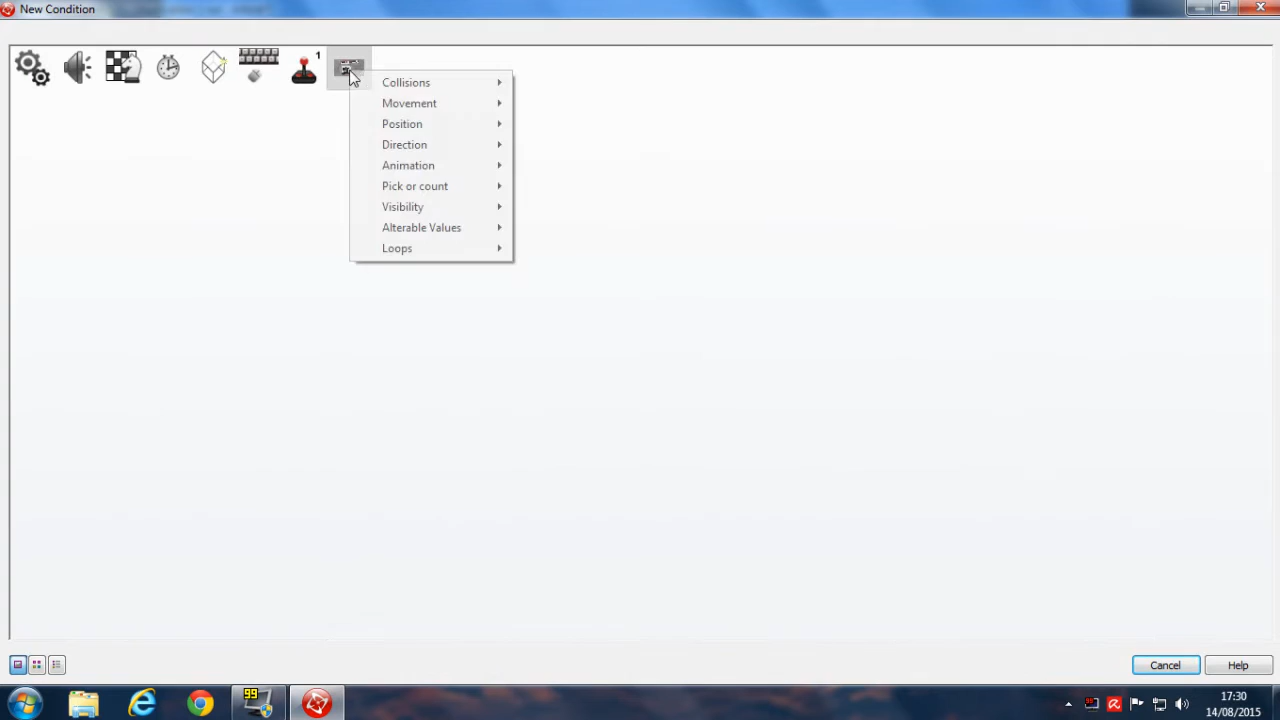 New Condition
1
Collisions
Movement
Position
Direction
Animation
Pick or count
Visibility
Alterable Values
Loops
Cancel
Help
99
17:30
14/08/2015